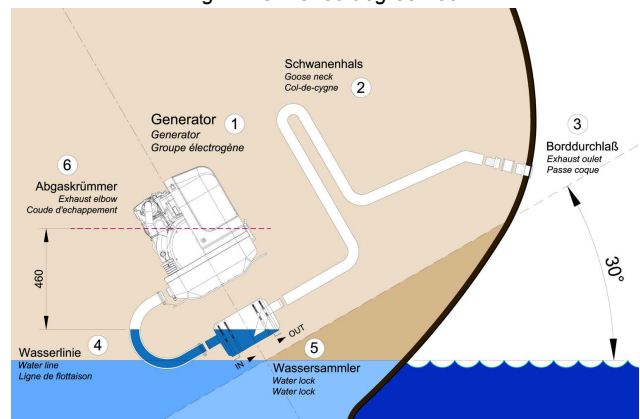 Schwanenhals
Goose neck
Col-de-cygne
2
Generator
Generator
Groupe électrogène
1
3
Borddurchlaß
Exhaust oulet
Passe coque
6
Abgaskrümmer
Exhaust elbow
Coude d'echappement
460
30°
OUT
IN
Wasserlinie
Water line
Ligne de flottaison
4
5
Wassersammler
Water lock
Water lock